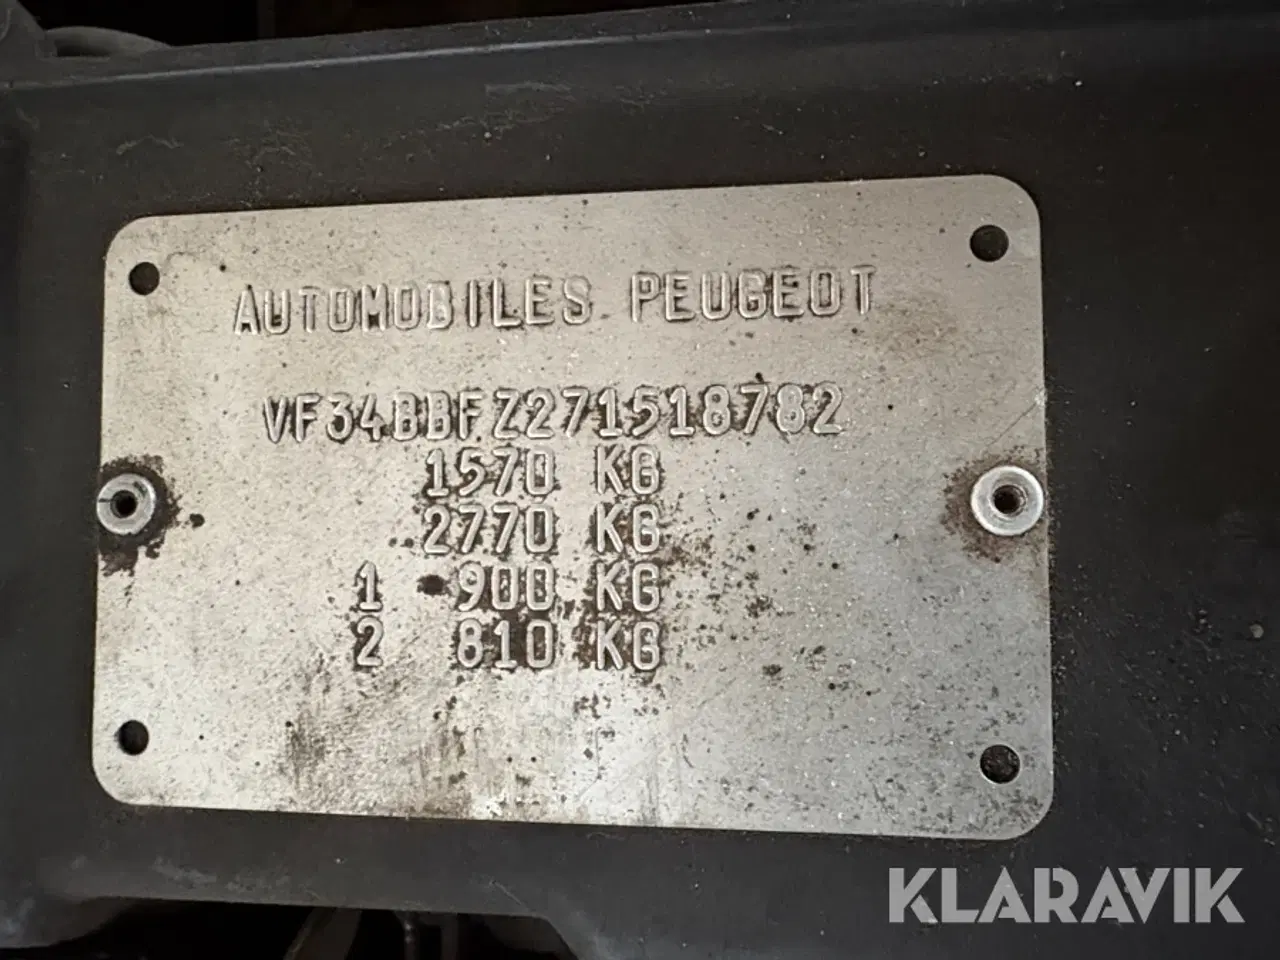 AUTOMOBILES PEUGEOT
VF34BBFZ271518782
1570 KG
2770 KG
1 900 KG
2 810 KG
KLARAVIK